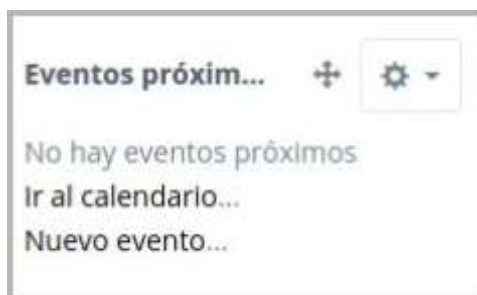 Eventos próxim...
No hay eventos próximos
Ir al calendario...
Nuevo evento...